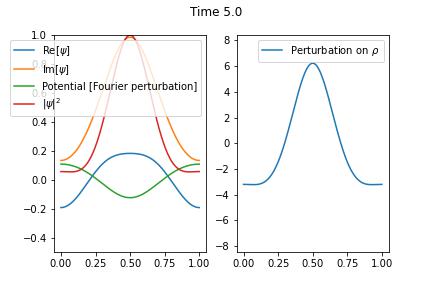 Time 5.0
1.0
0.8
0.6
0.4
0.2
0.0
−0.2
−0.4
0.00 0.25 0.50 0.75 1.00
Re[ψ]
Im[ψ]
Potential [Fourier perturbation]
|ψ|²
8
6
4
2
0
−2
−4
−6
−8
0.00 0.25 0.50 0.75 1.00
Perturbation on ρ